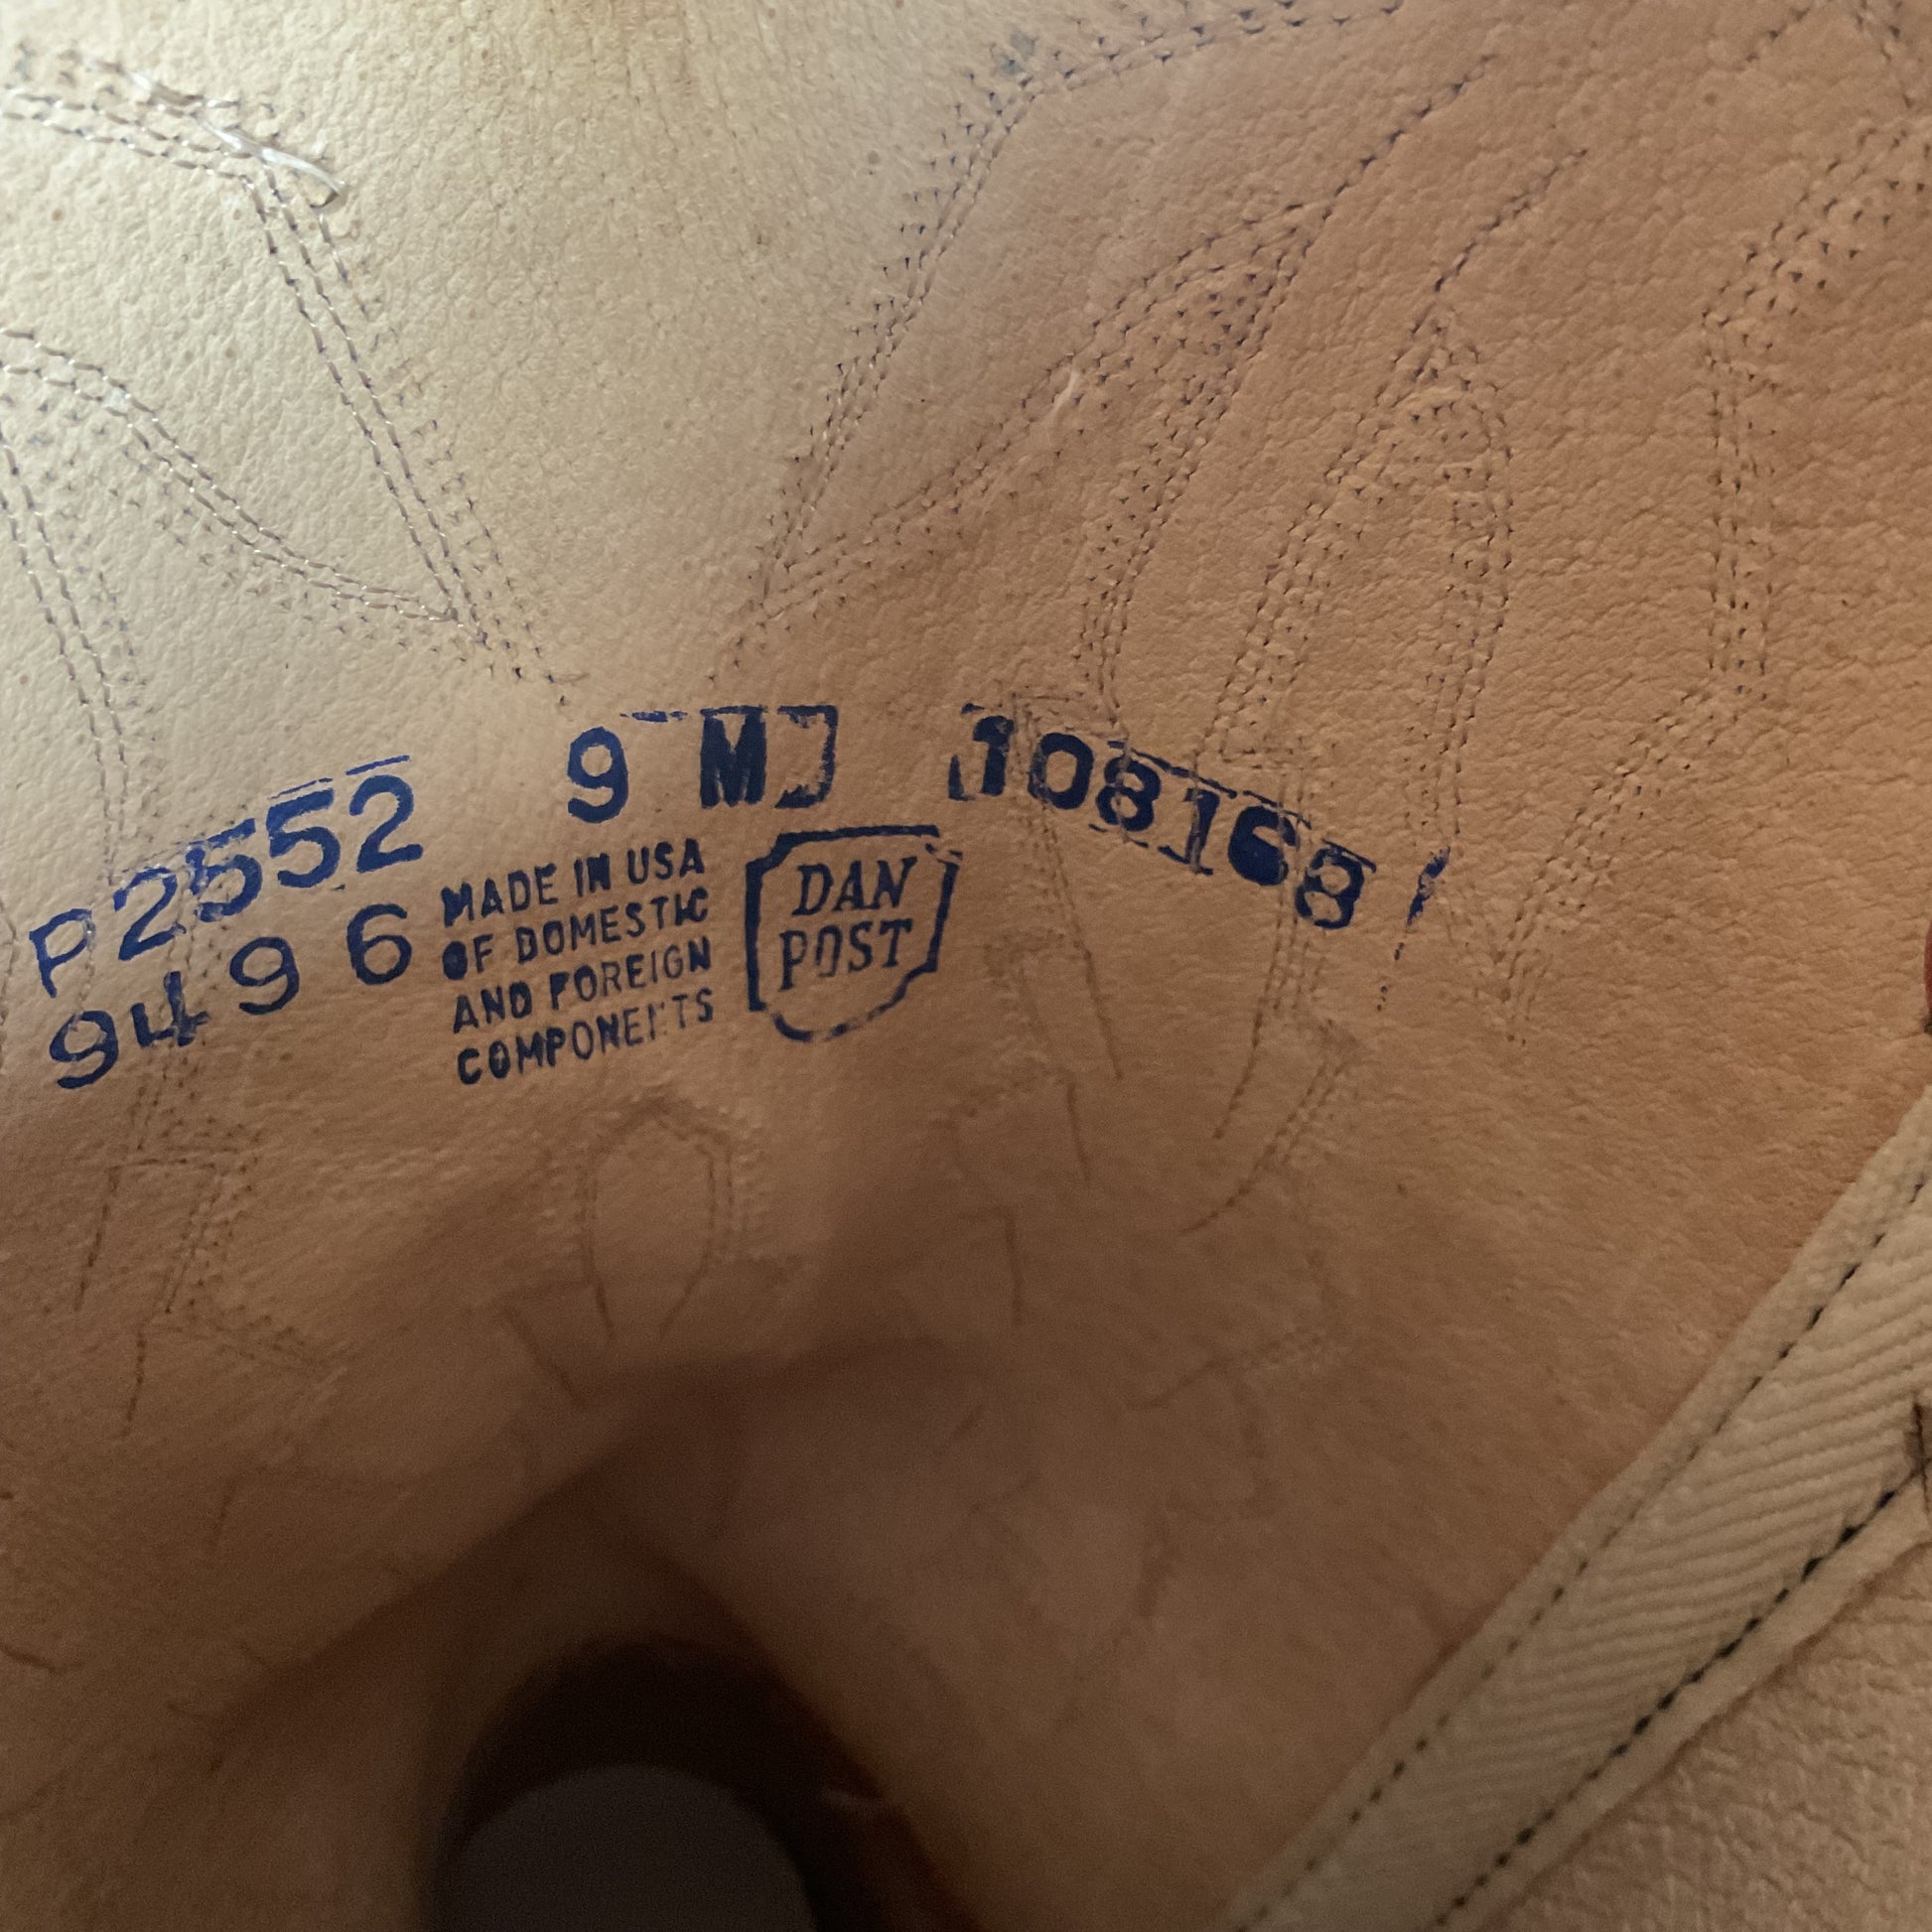 P2552 9 M 108168
9496
MADE IN USA
OF DOMESTIC
AND FOREIGN
COMPONENTS
DAN
POST